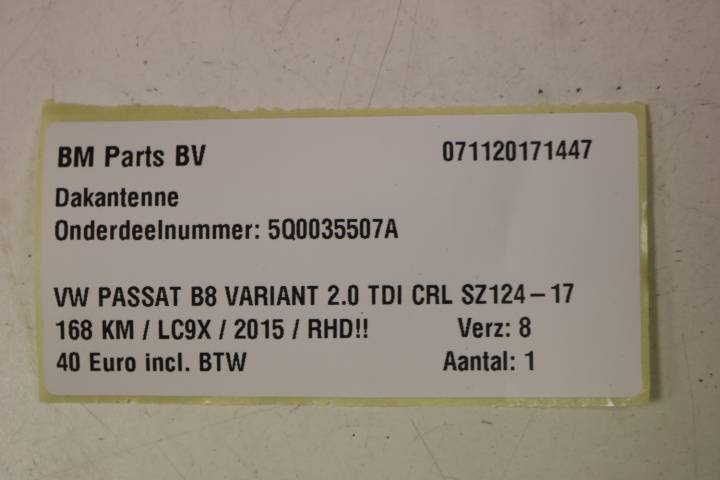 BM Parts BV 071120171447
Dakantenne
Onderdeelnummer: 5Q0035507A
VW PASSAT B8 VARIANT 2.0 TDI CRL SZ124-17
168 KM / LC9X / 2015 / RHD!! Verz: 8
40 Euro incl. BTW Aantal: 1